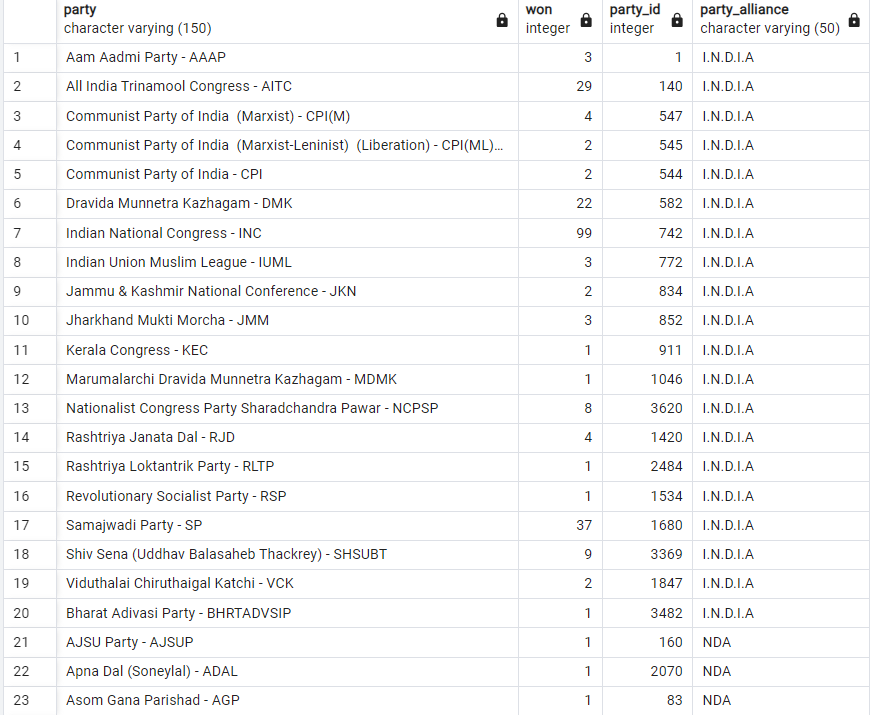 party won party_id party_alliance
character varying (150) integer integer character varying (50)
1 Aam Aadmi Party - AAAP 3 1 I.N.D.I.A
2 All India Trinamool Congress - AITC 29 140 I.N.D.I.A
3 Communist Party of India  (Marxist) - CPI(M) 4 547 I.N.D.I.A
4 Communist Party of India  (Marxist-Leninist)  (Liberation) - CPI(ML)... 2 545 I.N.D.I.A
5 Communist Party of India - CPI 2 544 I.N.D.I.A
6 Dravida Munnetra Kazhagam - DMK 22 582 I.N.D.I.A
7 Indian National Congress - INC 99 742 I.N.D.I.A
8 Indian Union Muslim League - IUML 3 772 I.N.D.I.A
9 Jammu & Kashmir National Conference - JKN 2 834 I.N.D.I.A
10 Jharkhand Mukti Morcha - JMM 3 852 I.N.D.I.A
11 Kerala Congress - KEC 1 911 I.N.D.I.A
12 Marumalarchi Dravida Munnetra Kazhagam - MDMK 1 1046 I.N.D.I.A
13 Nationalist Congress Party Sharadchandra Pawar - NCPSP 8 3620 I.N.D.I.A
14 Rashtriya Janata Dal - RJD 4 1420 I.N.D.I.A
15 Rashtriya Loktantrik Party - RLTP 1 2484 I.N.D.I.A
16 Revolutionary Socialist Party - RSP 1 1534 I.N.D.I.A
17 Samajwadi Party - SP 37 1680 I.N.D.I.A
18 Shiv Sena (Uddhav Balasaheb Thackrey) - SHSUBT 9 3369 I.N.D.I.A
19 Viduthalai Chiruthaigal Katchi - VCK 2 1847 I.N.D.I.A
20 Bharat Adivasi Party - BHRTADVSIP 1 3482 I.N.D.I.A
21 AJSU Party - AJSUP 1 160 NDA
22 Apna Dal (Soneylal) - ADAL 1 2070 NDA
23 Asom Gana Parishad - AGP 1 83 NDA